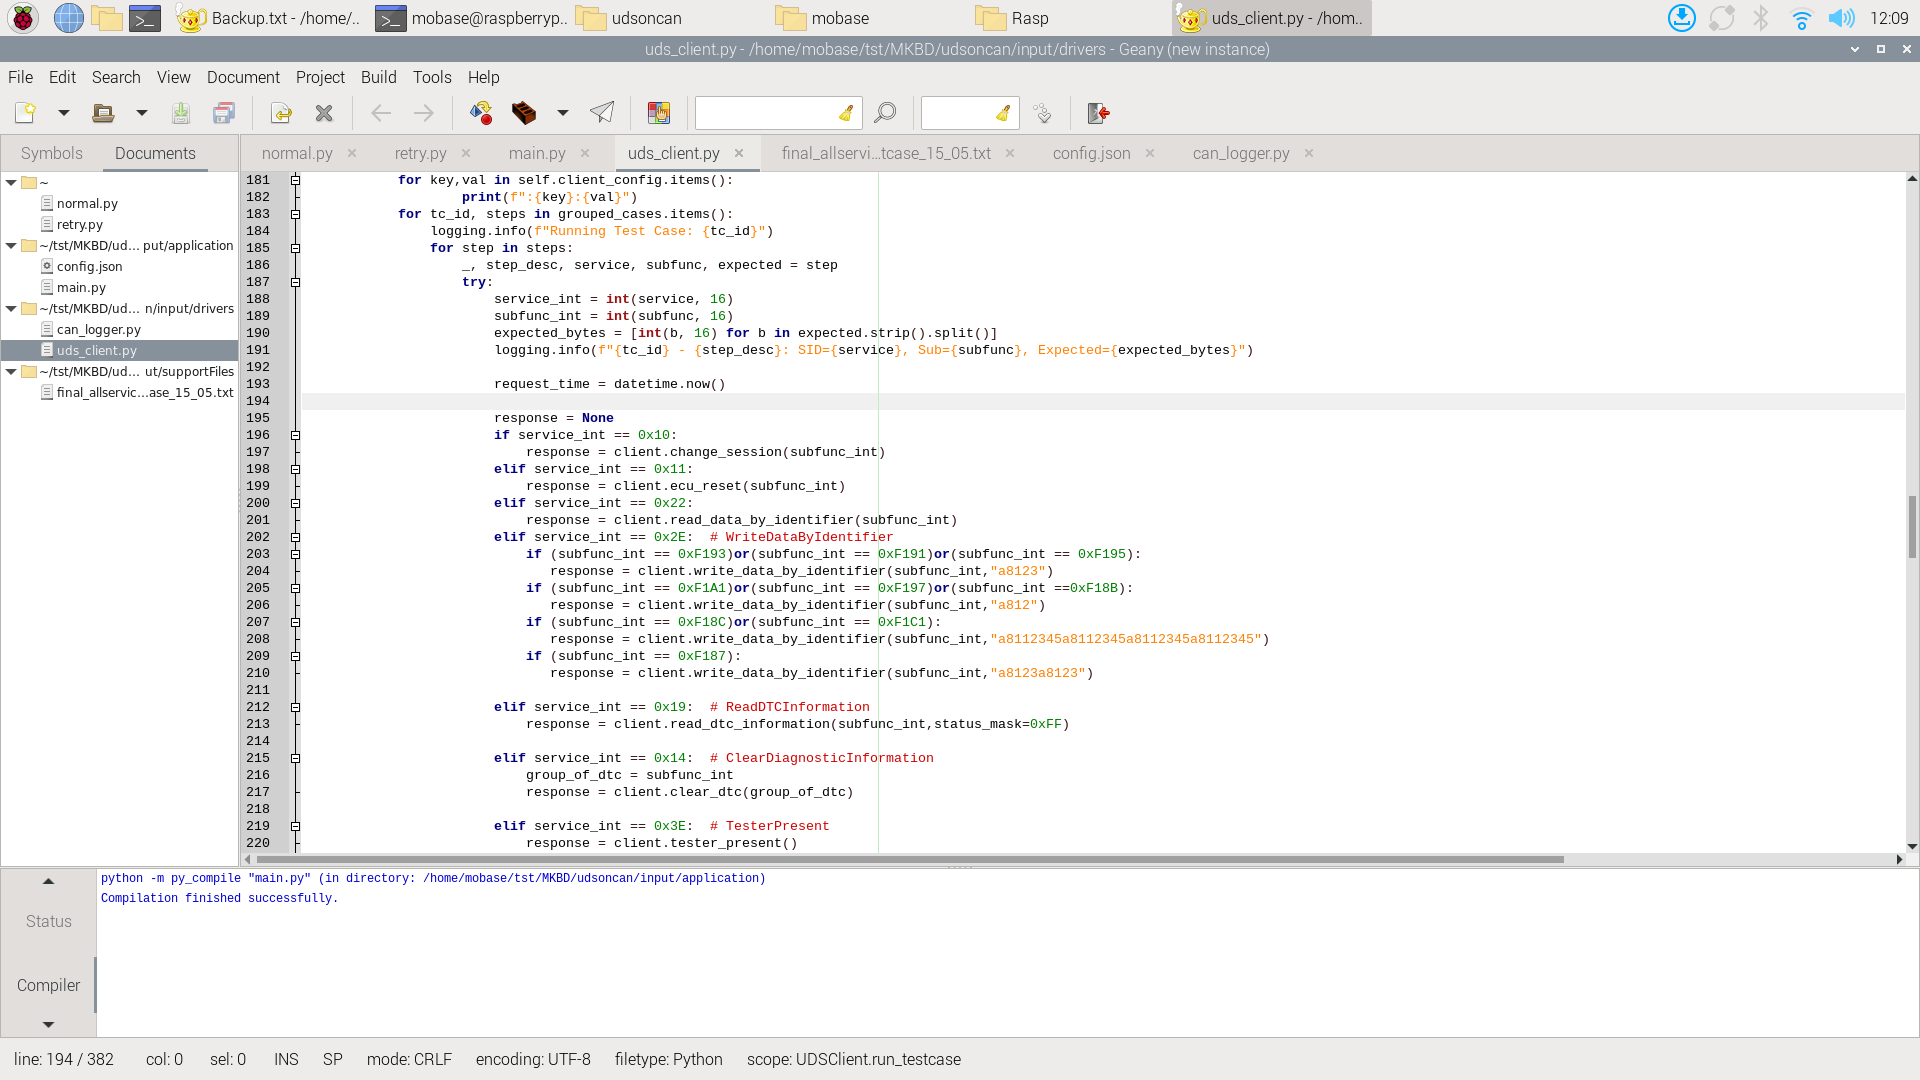 Backup.txt - /home/..
mobase@raspberryp..
udsoncan
mobase
Rasp
uds_client.py - /hom..
12:09
uds_client.py - /home/mobase/tst/MKBD/udsoncan/input/drivers - Geany (new instance)
File Edit Search View Document Project Build Tools Help
Symbols Documents
normal.py
retry.py
main.py
uds_client.py
final_allservi...tcase_15_05.txt
config.json
can_logger.py
~
normal.py
retry.py
~/tst/MKBD/ud... put/application
config.json
main.py
~/tst/MKBD/ud... n/input/drivers
can_logger.py
uds_client.py
~/tst/MKBD/ud... ut/supportFiles
final_allservic...ase_15_05.txt
181 for key,val in self.client_config.items():
182 print(f":{key}:{val}")
183 for tc_id, steps in grouped_cases.items():
184 logging.info(f"Running Test Case: {tc_id}")
185 for step in steps:
186 _, step_desc, service, subfunc, expected = step
187 try:
188 service_int = int(service, 16)
189 subfunc_int = int(subfunc, 16)
190 expected_bytes = [int(b, 16) for b in expected.strip().split()]
191 logging.info(f"{tc_id} - {step_desc}: SID={service}, Sub={subfunc}, Expected={expected_bytes}")
192
193 request_time = datetime.now()
194
195 response = None
196 if service_int == 0x10:
197 response = client.change_session(subfunc_int)
198 elif service_int == 0x11:
199 response = client.ecu_reset(subfunc_int)
200 elif service_int == 0x22:
201 response = client.read_data_by_identifier(subfunc_int)
202 elif service_int == 0x2E:  # WriteDataByIdentifier
203 if (subfunc_int == 0xF193)or(subfunc_int == 0xF191)or(subfunc_int == 0xF195):
204 response = client.write_data_by_identifier(subfunc_int,"a8123")
205 if (subfunc_int == 0xF1A1)or(subfunc_int == 0xF197)or(subfunc_int ==0xF18B):
206 response = client.write_data_by_identifier(subfunc_int,"a812")
207 if (subfunc_int == 0xF18C)or(subfunc_int == 0xF1C1):
208 response = client.write_data_by_identifier(subfunc_int,"a8112345a8112345a8112345a8112345")
209 if (subfunc_int == 0xF187):
210 response = client.write_data_by_identifier(subfunc_int,"a8123a8123")
211
212 elif service_int == 0x19:  # ReadDTCInformation
213 response = client.read_dtc_information(subfunc_int,status_mask=0xFF)
214
215 elif service_int == 0x14:  # ClearDiagnosticInformation
216 group_of_dtc = subfunc_int
217 response = client.clear_dtc(group_of_dtc)
218
219 elif service_int == 0x3E:  # TesterPresent
220 response = client.tester_present()
Status
Compiler
python -m py_compile "main.py" (in directory: /home/mobase/tst/MKBD/udsoncan/input/application)
Compilation finished successfully.
line: 194 / 382 col: 0 sel: 0 INS SP mode: CRLF encoding: UTF-8 filetype: Python scope: UDSClient.run_testcase